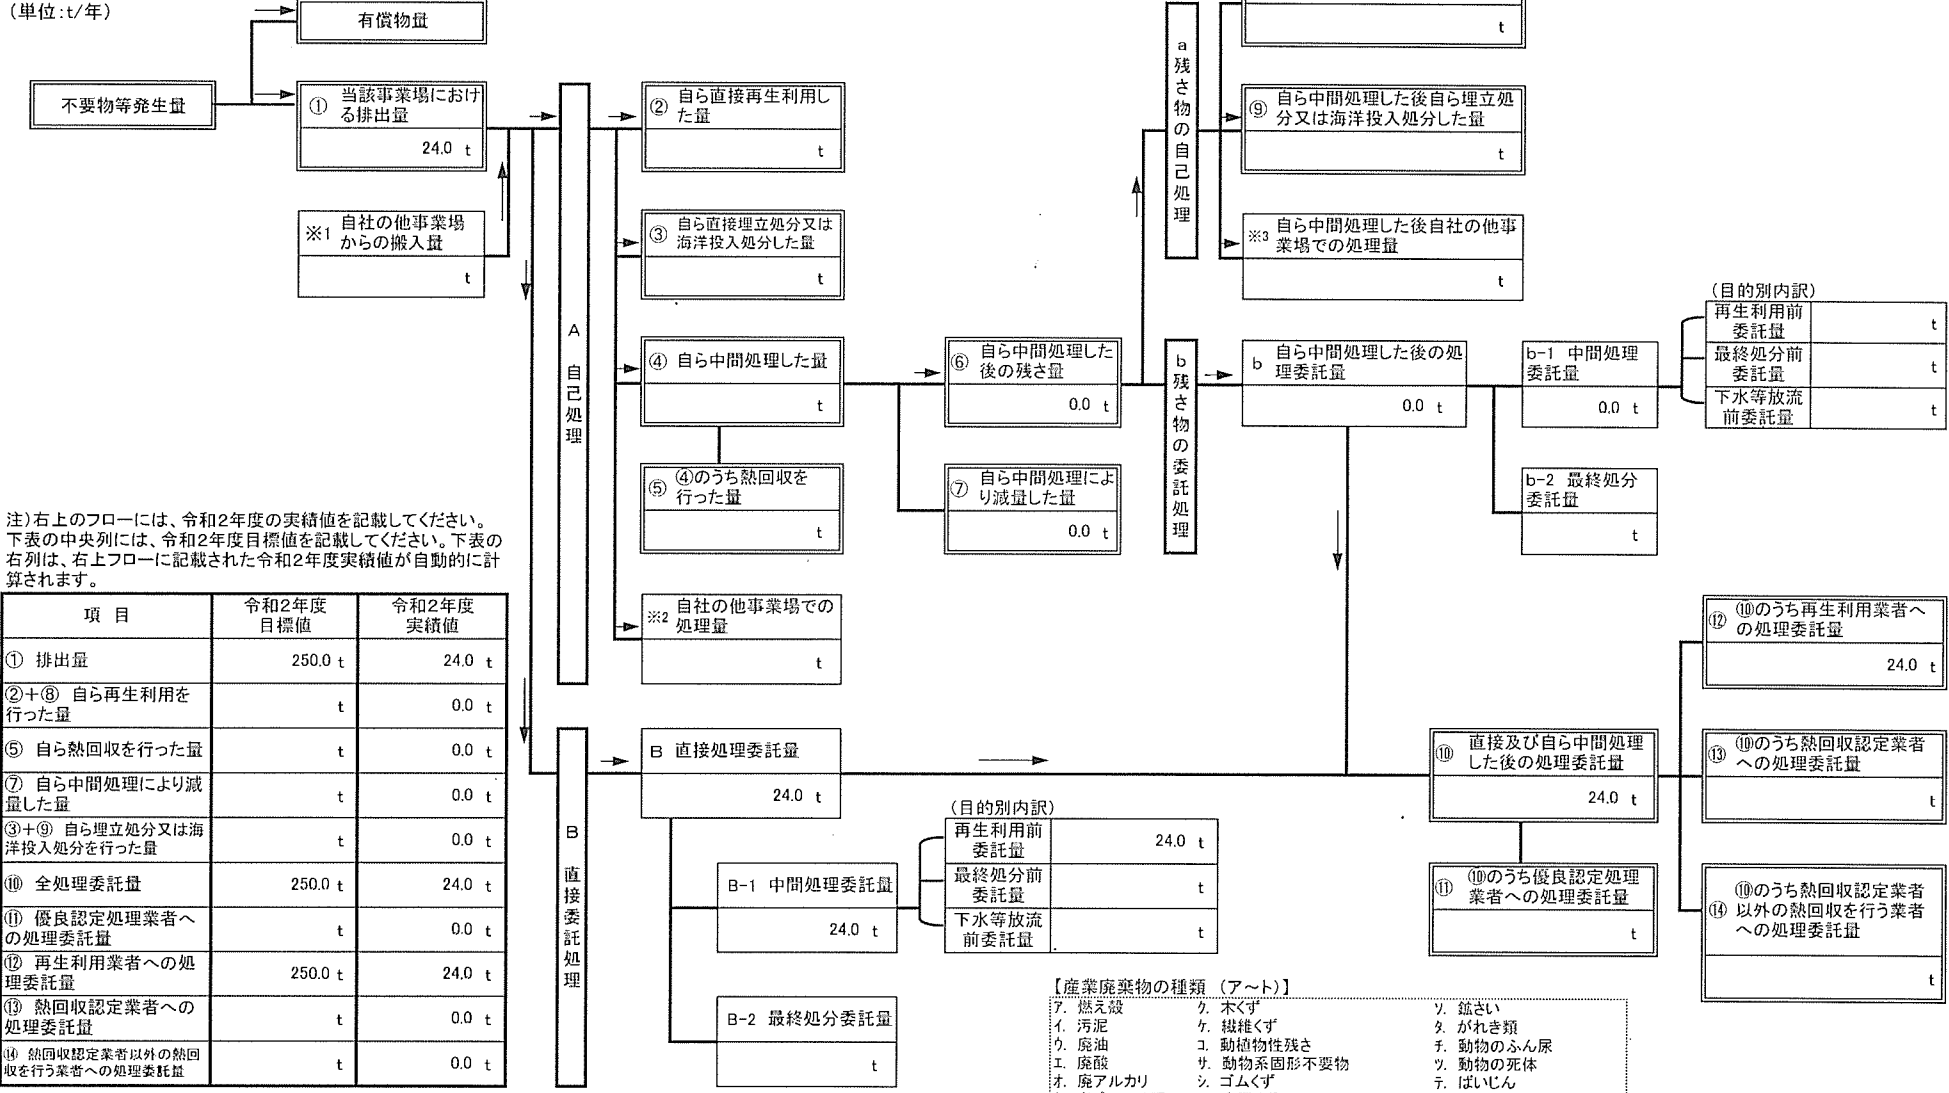 (単位:t/年)
有償物量
不要物等発生量
① 当該事業場におけ
る排出量
24.0 t
※1 自社の他事業場
からの搬入量
t
A 自己処理
② 自ら直接再生利用し
た量
t
③ 自ら直接埋立処分又は
海洋投入処分した量
t
④ 自ら中間処理した量
t
⑤ ④のうち熱回収を
行った量
t
※2 自社の他事業場での
処理量
t
⑥ 自ら中間処理した
後の残さ量
0.0 t
⑦ 自ら中間処理によ
り減量した量
0.0 t
a 残さ物の自己処理
t
⑨ 自ら中間処理した後自ら埋立処
分又は海洋投入処分した量
t
※3 自ら中間処理した後自社の他事
業場での処理量
t
b 残さ物の委託処理
b 自ら中間処理した後の処
理委託量
0.0 t
b-1 中間処理
委託量
0.0 t
b-2 最終処分
委託量
t
(目的別内訳)
再生利用前
委託量
t
最終処分前
委託量
t
下水等放流
前委託量
t
注)右上のフローには、令和2年度の実績値を記載してください。
下表の中央列には、令和2年度目標値を記載してください。下表の
右列は、右上フローに記載された令和2年度実績値が自動的に計
算されます。
項 目
令和2年度
目標値
令和2年度
実績値
① 排出量 250.0 t 24.0 t
②+⑧ 自ら再生利用を
行った量 t 0.0 t
⑤ 自ら熱回収を行った量 t 0.0 t
⑦ 自ら中間処理により減
量した量 t 0.0 t
③+⑨ 自ら埋立処分又は海
洋投入処分を行った量 t 0.0 t
⑩ 全処理委託量 250.0 t 24.0 t
⑪ 優良認定処理業者へ
の処理委託量 t 0.0 t
⑫ 再生利用業者への処
理委託量 250.0 t 24.0 t
⑬ 熱回収認定業者への
処理委託量 t 0.0 t
⑭ 熱回収認定業者以外の熱回
収を行う業者への処理委託量 t 0.0 t
B 直接委託処理
B 直接処理委託量
24.0 t
B-1 中間処理委託量
24.0 t
B-2 最終処分委託量
t
(目的別内訳)
再生利用前
委託量
24.0 t
最終処分前
委託量
t
下水等放流
前委託量
t
⑩ 直接及び自ら中間処理
した後の処理委託量
24.0 t
⑪ ⑩のうち優良認定処理
業者への処理委託量
t
⑫ ⑩のうち再生利用業者へ
の処理委託量
24.0 t
⑬ ⑩のうち熱回収認定業者
への処理委託量
t
⑭ ⑩のうち熱回収認定業者
以外の熱回収を行う業者
への処理委託量
t
【産業廃棄物の種類 (ア~ト)】
ア. 燃え殻 ク. 木くず ソ. 鉱さい
イ. 汚泥 ケ. 繊維くず タ. がれき類
ウ. 廃油 コ. 動植物性残さ チ. 動物のふん尿
エ. 廃酸 サ. 動物系固形不要物 ツ. 動物の死体
オ. 廃アルカリ シ. ゴムくず テ. ばいじん